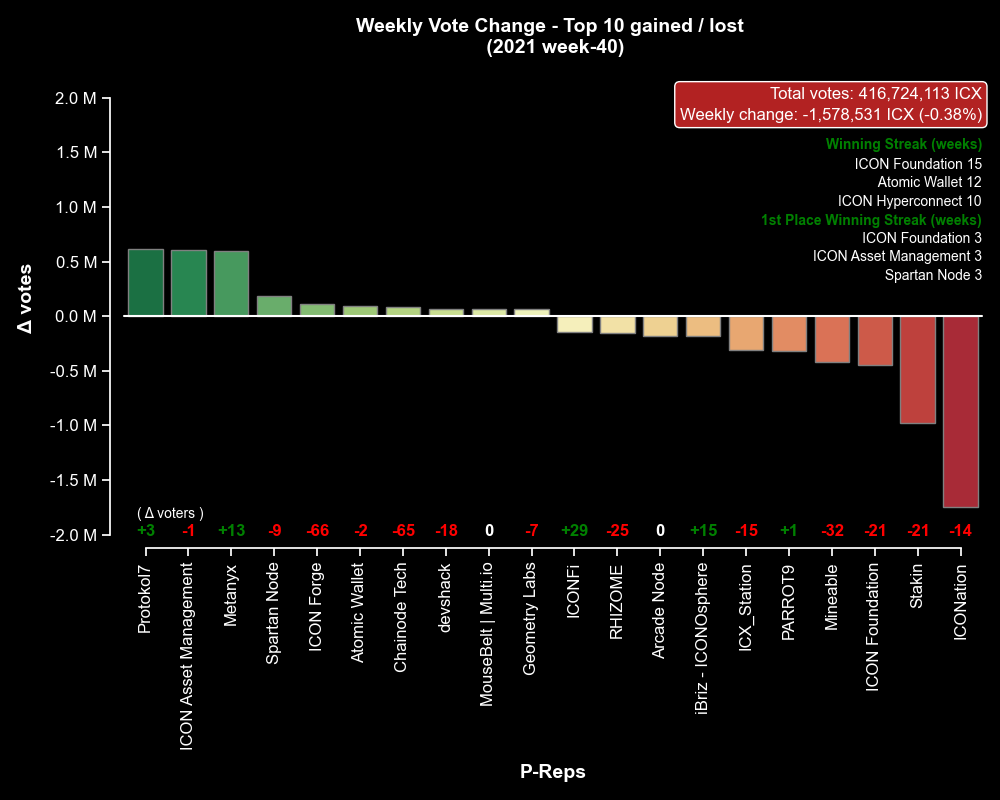 Weekly Vote Change - Top 10 gained / lost
(2021 week-40)
Total votes: 416,724,113 ICX
Weekly change: -1,578,531 ICX (-0.38%)
Winning Streak (weeks)
ICON Foundation 15
Atomic Wallet 12
ICON Hyperconnect 10
1st Place Winning Streak (weeks)
ICON Foundation 3
ICON Asset Management 3
Spartan Node 3
Δ votes
2.0 M
1.5 M
1.0 M
0.5 M
0.0 M
-0.5 M
-1.0 M
-1.5 M
-2.0 M
( Δ voters )
+3 -1 +13 -9 -66 -2 -65 -18 0 -7 +29 -25 0 +15 -15 +1 -32 -21 -21 -14
Protokol7
ICON Asset Management
Metanyx
Spartan Node
ICON Forge
Atomic Wallet
Chainode Tech
devshack
MouseBelt | Multi.io
Geometry Labs
ICONFi
RHIZOME
Arcade Node
iBriz - ICONOsphere
ICX_Station
PARROT9
Mineable
ICON Foundation
Stakin
ICONation
P-Reps